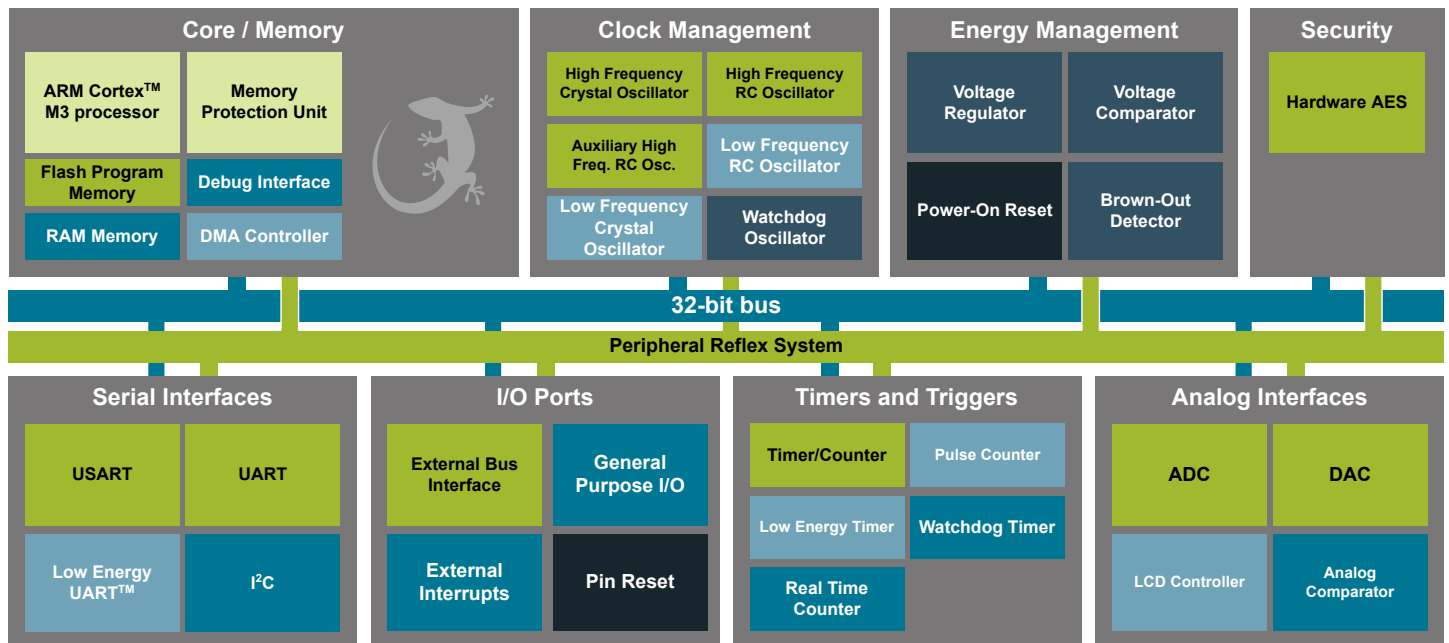 Core / Memory
ARM Cortex™
M3 processor
Memory
Protection Unit
Flash Program
Memory
Debug Interface
RAM Memory
DMA Controller
Clock Management
High Frequency
Crystal Oscillator
High Frequency
RC Oscillator
Auxiliary High
Freq. RC Osc.
Low Frequency
RC Oscillator
Low Frequency
Crystal
Oscillator
Watchdog
Oscillator
Energy Management
Voltage
Regulator
Voltage
Comparator
Power-On Reset
Brown-Out
Detector
Security
Hardware AES
32-bit bus
Peripheral Reflex System
Serial Interfaces
USART
UART
Low Energy
UART™
I²C
I/O Ports
External Bus
Interface
General
Purpose I/O
External
Interrupts
Pin Reset
Timers and Triggers
Timer/Counter
Pulse Counter
Low Energy Timer
Watchdog Timer
Real Time
Counter
Analog Interfaces
ADC
DAC
LCD Controller
Analog
Comparator